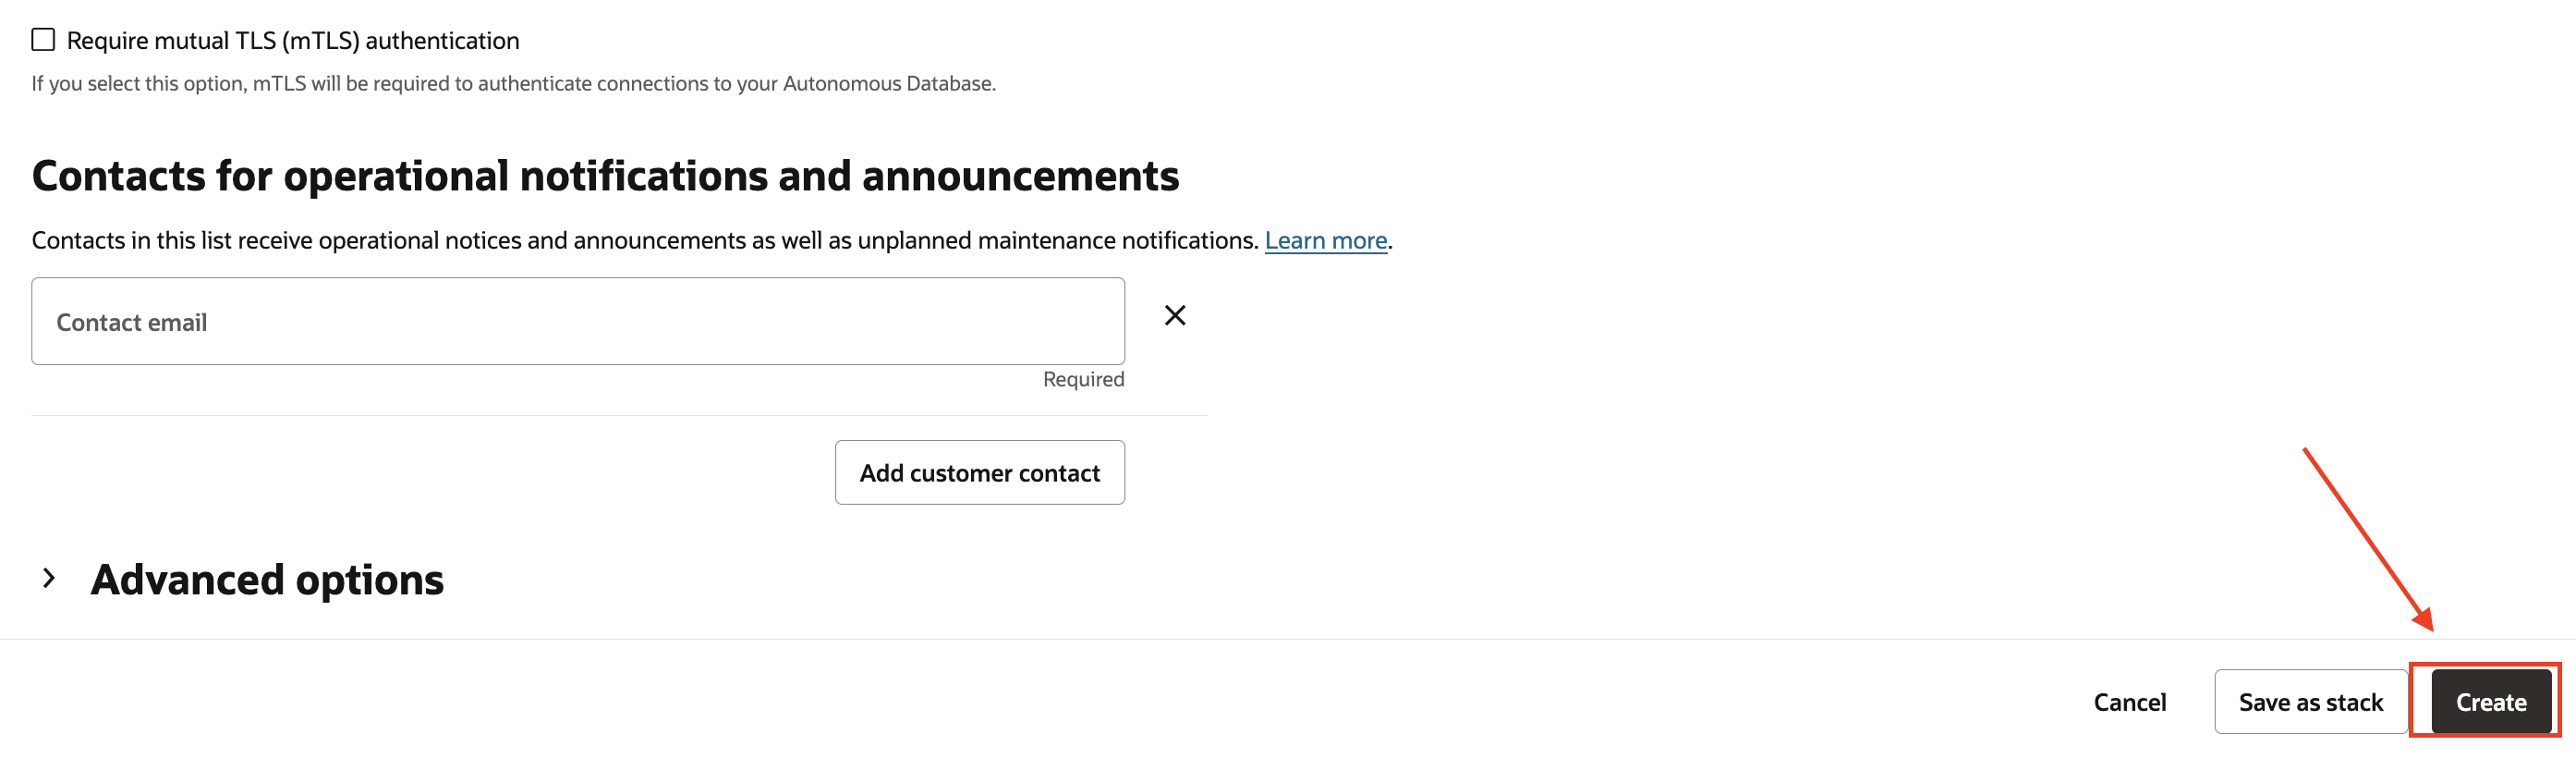 Require mutual TLS (mTLS) authentication
If you select this option, mTLS will be required to authenticate connections to your Autonomous Database.
Contacts for operational notifications and announcements
Contacts in this list receive operational notices and announcements as well as unplanned maintenance notifications. Learn more.
Contact email
Required
Add customer contact
Advanced options
Cancel
Save as stack
Create